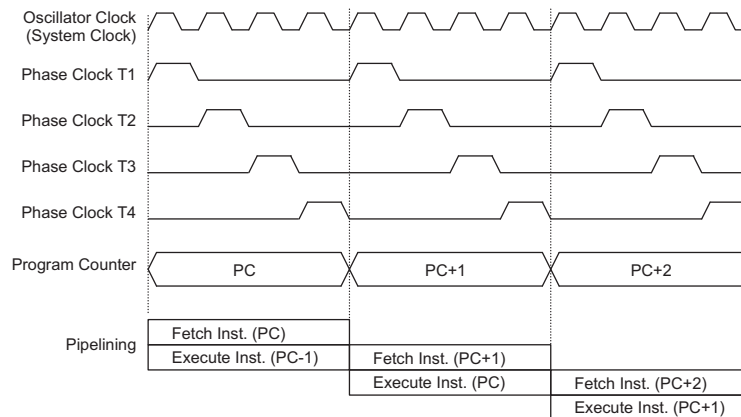 Oscillator Clock
(System Clock)
Phase Clock T1
Phase Clock T2
Phase Clock T3
Phase Clock T4
Program Counter
PC
PC+1
PC+2
Pipelining
Fetch Inst. (PC)
Execute Inst. (PC-1)
Fetch Inst. (PC+1)
Execute Inst. (PC)
Fetch Inst. (PC+2)
Execute Inst. (PC+1)